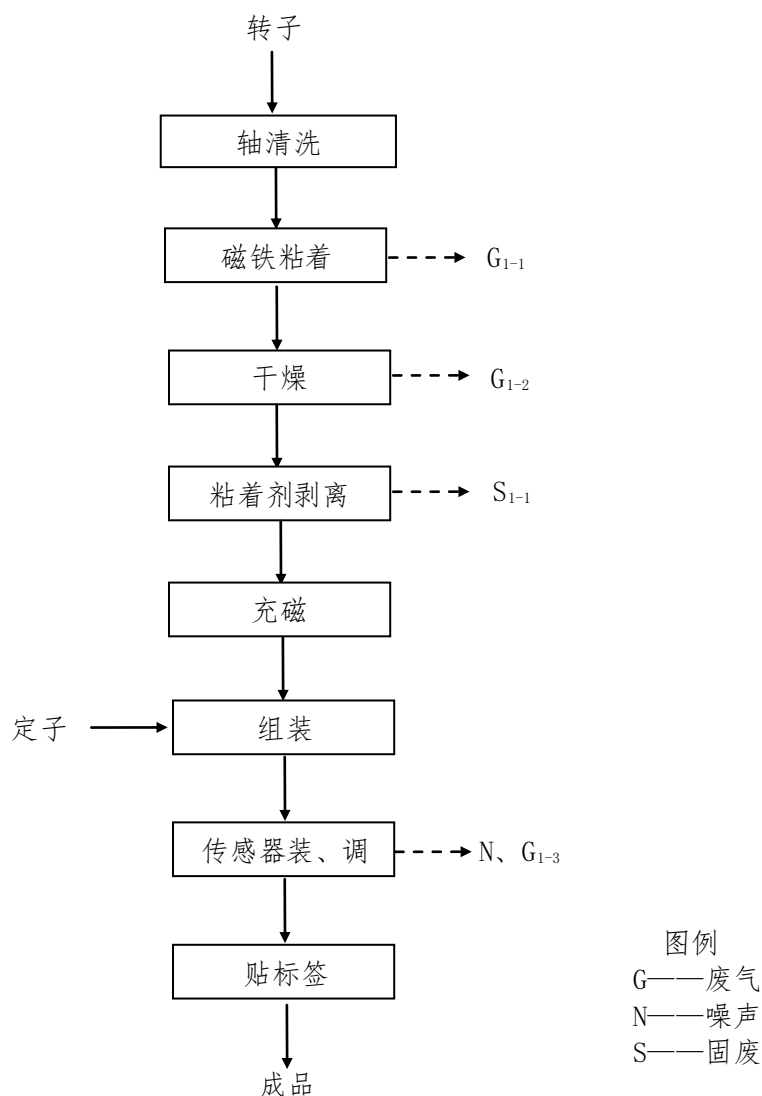 转子
轴清洗
磁铁粘着
G₁₋₁
干燥
G₁₋₂
粘着剂剥离
S₁₋₁
充磁
定子
组装
传感器装、调
N、G₁₋₃
贴标签
成品
图例
G——废气
N——噪声
S——固废